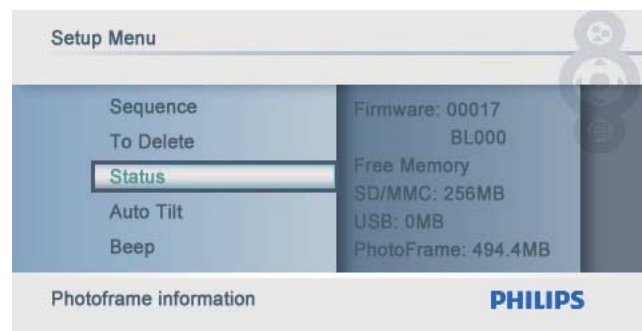 Setup Menu
Sequence
To Delete
Status
Auto Tilt
Beep
Firmware: 00017
BL000
Free Memory
SD/MMC: 256MB
USB: 0MB
PhotoFrame: 494.4MB
Photoframe information
PHILIPS